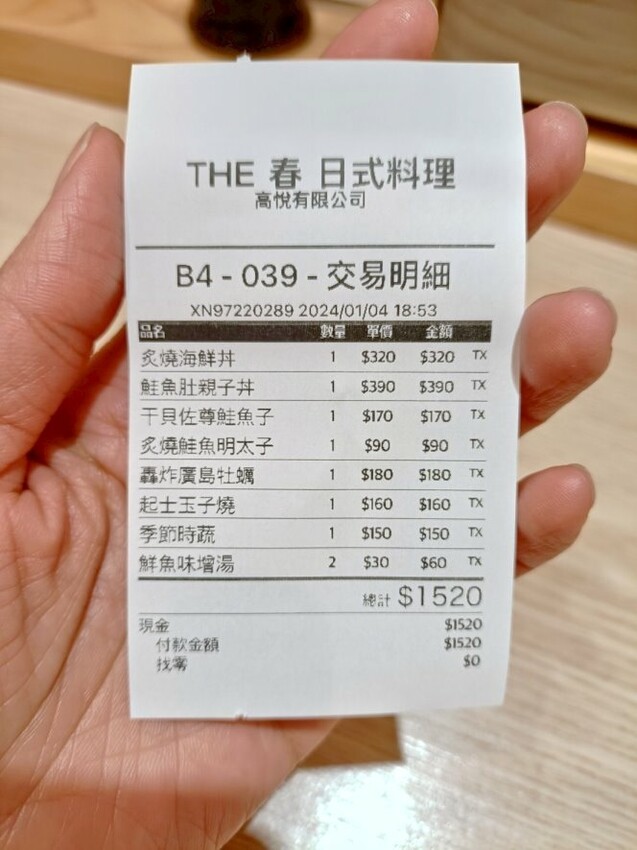 THE 春 日式料理
高悅有限公司
B4 - 039 - 交易明細
XN97220289 2024/01/04 18:53
品名 數量 單價 金額
炙燒海鮮丼 1 $320 $320 TX
鮭魚肚親子丼 1 $390 $390 TX
干貝佐尊鮭魚子 1 $170 $170 TX
炙燒鮭魚明太子 1 $90 $90 TX
轟炸廣島牡蠣 1 $180 $180 TX
起士玉子燒 1 $160 $160 TX
季節時蔬 1 $150 $150 TX
鮮魚味增湯 2 $30 $60 TX
總計 $1520
現金 $1520
付款金額 $1520
找零 $0